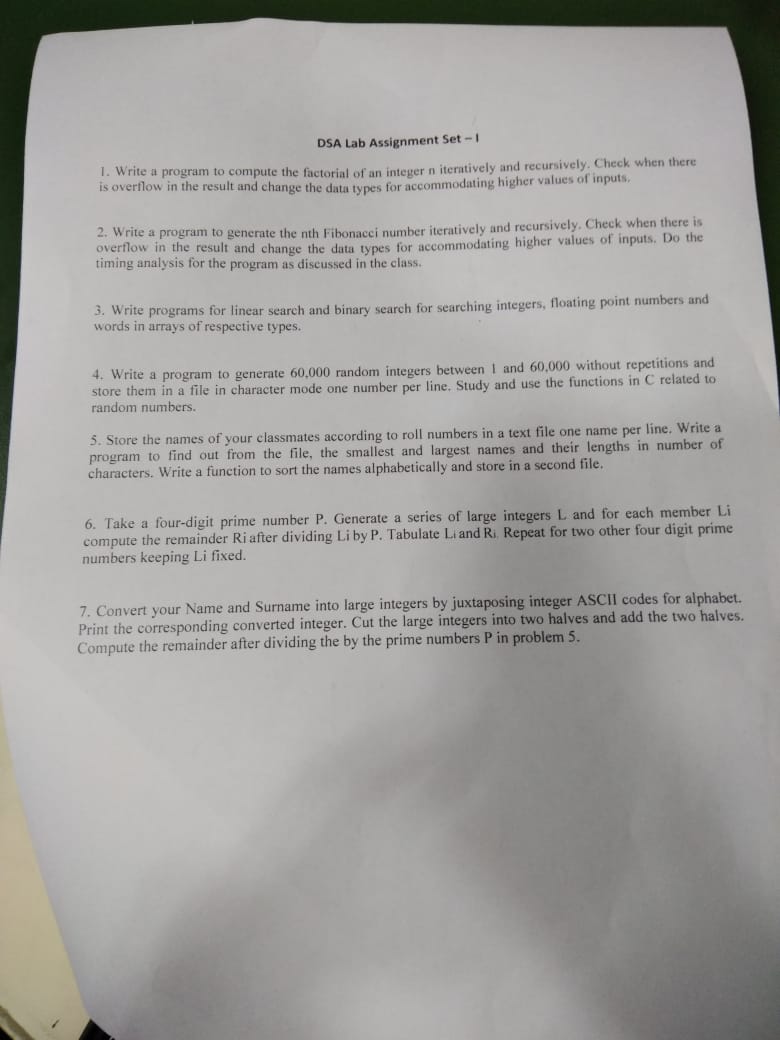 DSA Lab Assignment Set – I
1. Write a program to compute the factorial of an integer n iteratively and recursively. Check when there
is overflow in the result and change the data types for accommodating higher values of inputs.
2. Write a program to generate the nth Fibonacci number iteratively and recursively. Check when there is
overflow in the result and change the data types for accommodating higher values of inputs. Do the
timing analysis for the program as discussed in the class.
3. Write programs for linear search and binary search for searching integers, floating point numbers and
words in arrays of respective types.
4. Write a program to generate 60,000 random integers between 1 and 60,000 without repetitions and
store them in a file in character mode one number per line. Study and use the functions in C related to
random numbers.
5. Store the names of your classmates according to roll numbers in a text file one name per line. Write a
program to find out from the file, the smallest and largest names and their lengths in number of
characters. Write a function to sort the names alphabetically and store in a second file.
6. Take a four-digit prime number P. Generate a series of large integers L and for each member Li
compute the remainder Ri after dividing Li by P. Tabulate Li and Ri. Repeat for two other four digit prime
numbers keeping Li fixed.
7. Convert your Name and Surname into large integers by juxtaposing integer ASCII codes for alphabet.
Print the corresponding converted integer. Cut the large integers into two halves and add the two halves.
Compute the remainder after dividing the by the prime numbers P in problem 5.